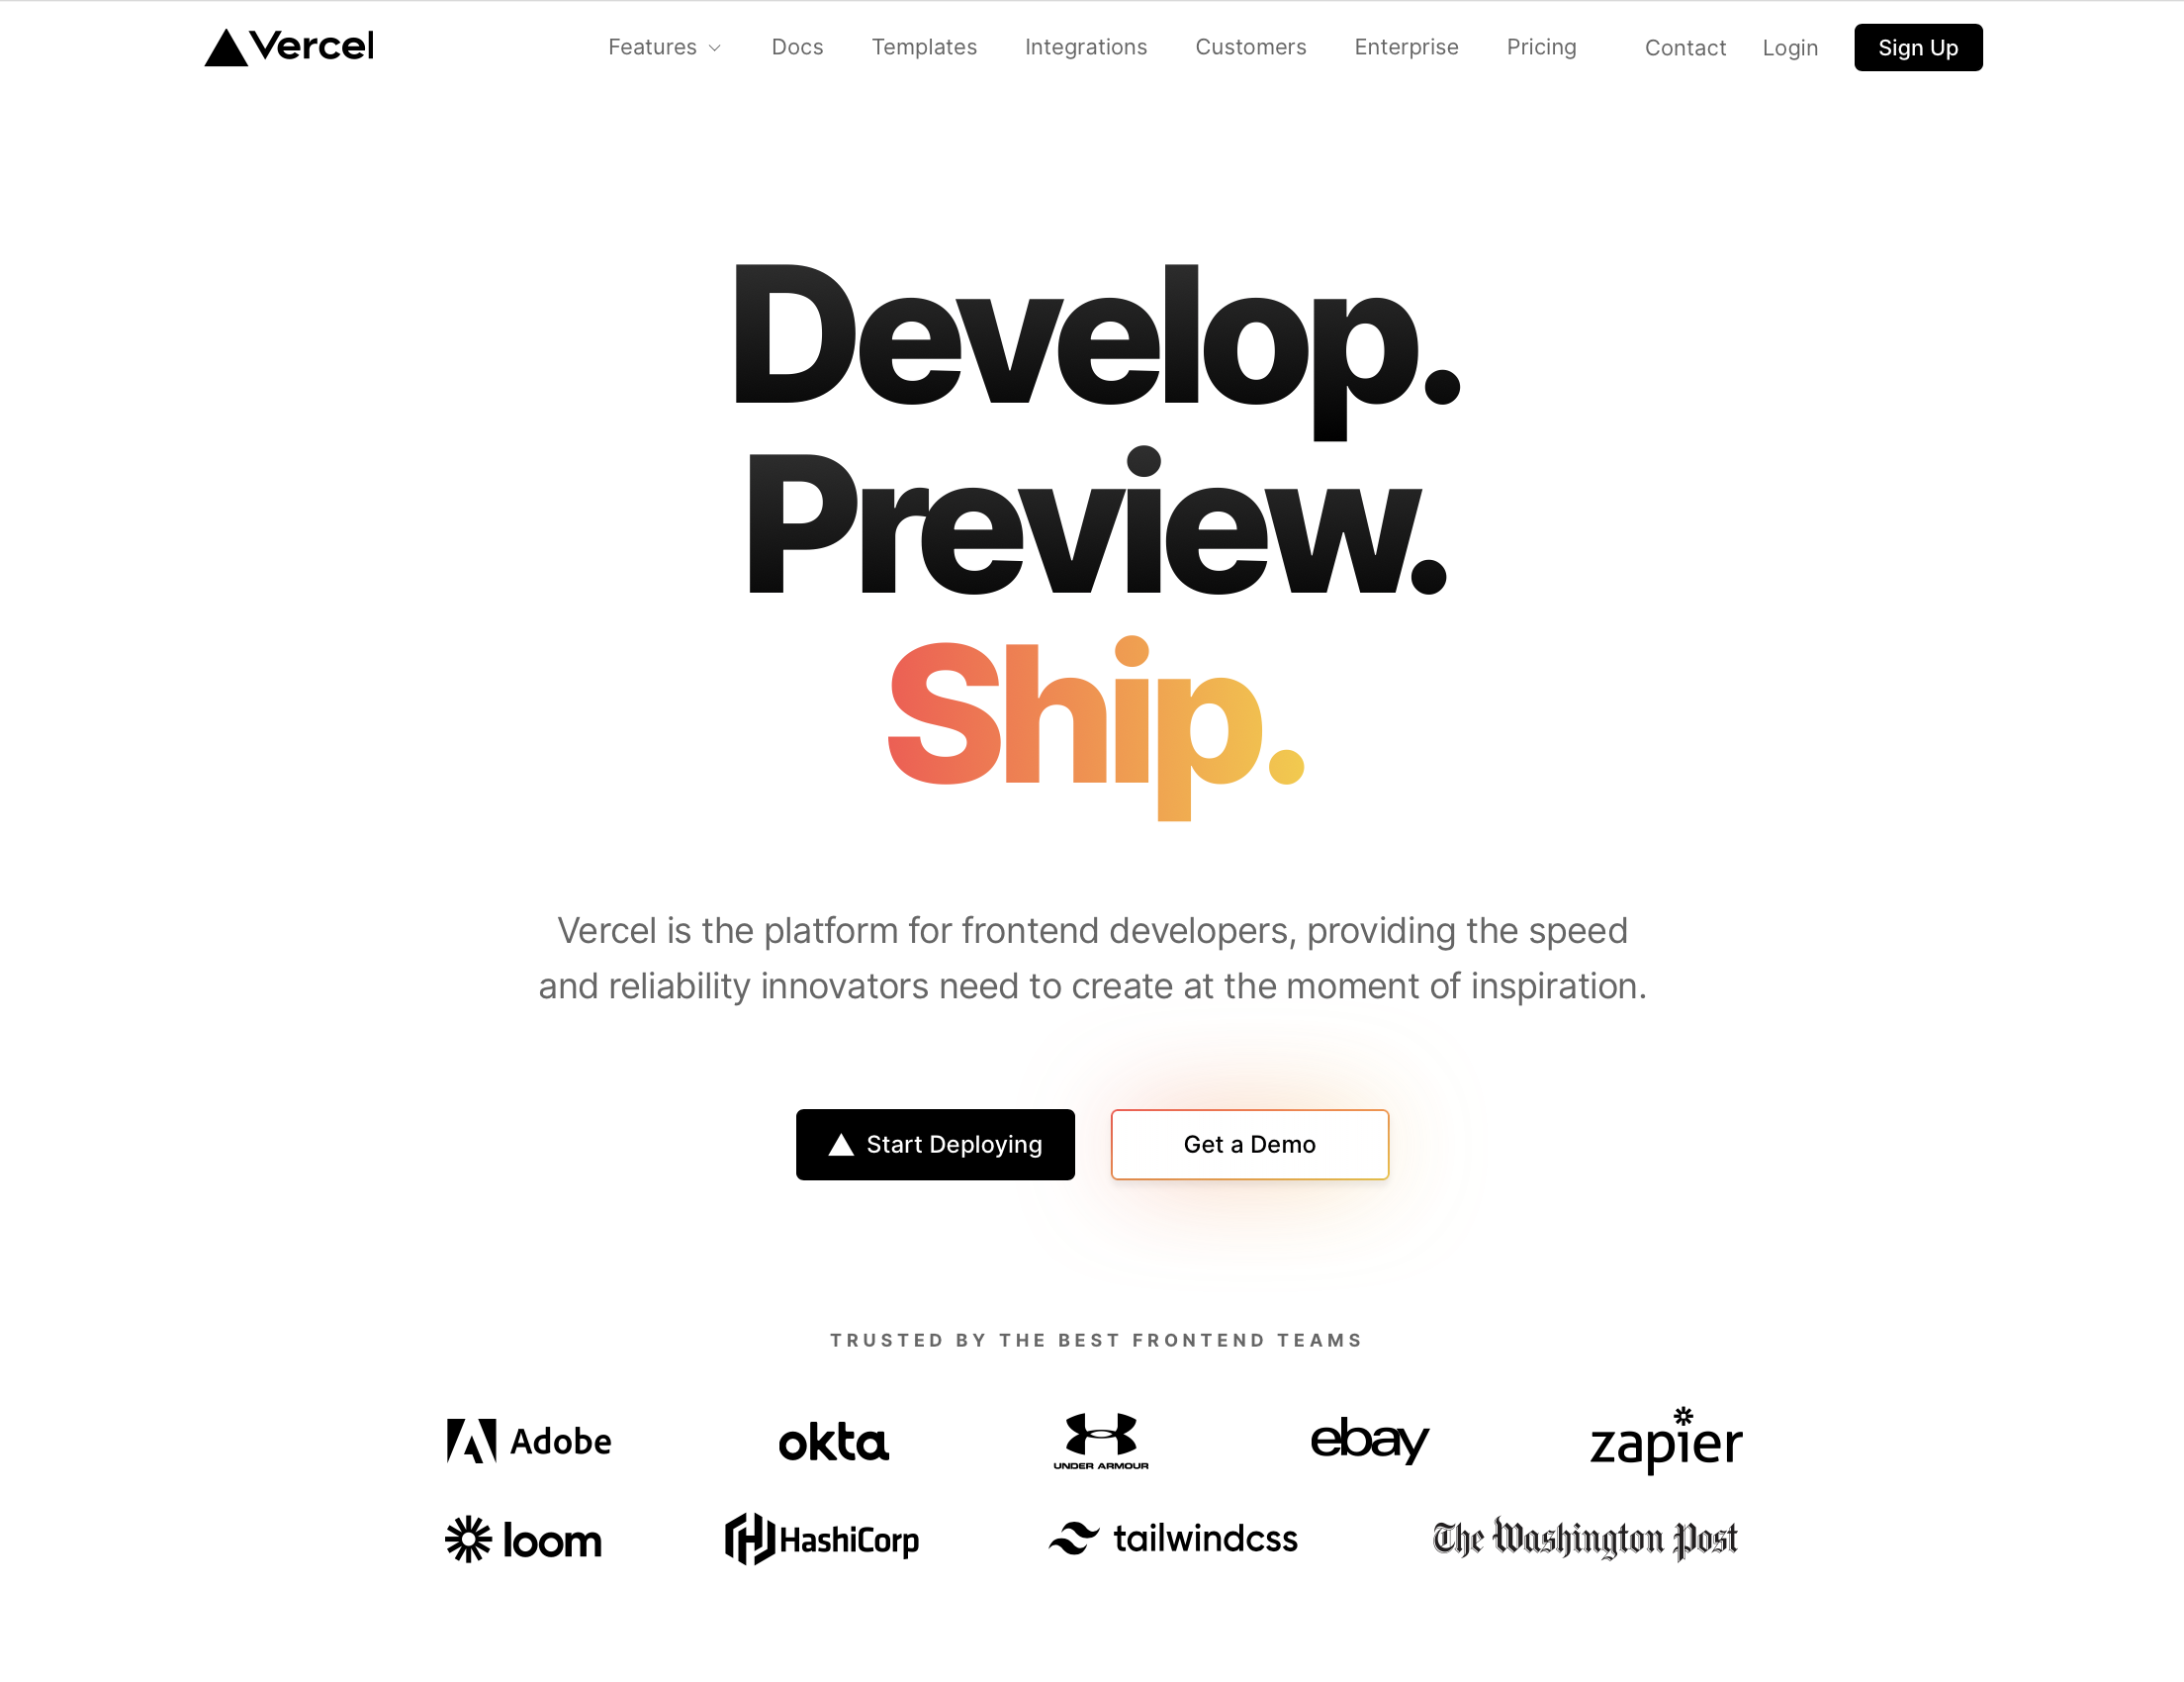 Vercel
Features Docs Templates Integrations Customers Enterprise Pricing Contact Login Sign Up
Develop.
Preview.
Ship.
Vercel is the platform for frontend developers, providing the speed
and reliability innovators need to create at the moment of inspiration.
Start Deploying Get a Demo
TRUSTED BY THE BEST FRONTEND TEAMS
Adobe okta UNDER ARMOUR ebay zapier
loom HashiCorp tailwindcss The Washington Post